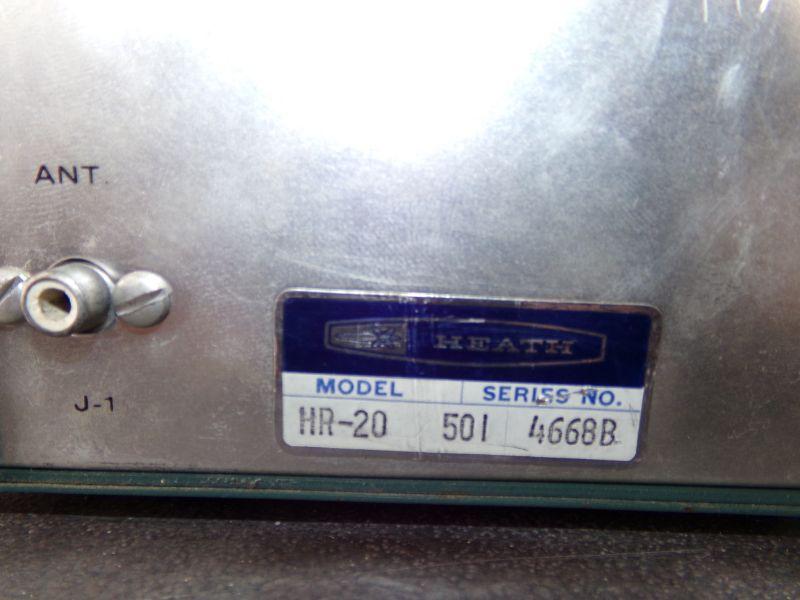 ANT.
HEATH
MODEL SERIES NO.
HR-20 501 4668B
J-1